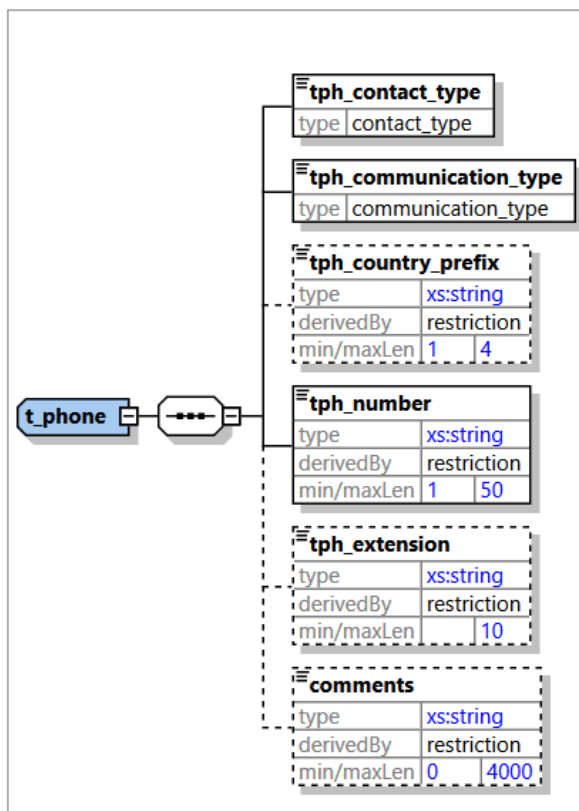 tph_contact_type
type contact_type
tph_communication_type
type communication_type
tph_country_prefix
type xs:string
derivedBy restriction
min/maxLen 1 4
t_phone
tph_number
type xs:string
derivedBy restriction
min/maxLen 1 50
tph_extension
type xs:string
derivedBy restriction
min/maxLen 10
comments
type xs:string
derivedBy restriction
min/maxLen 0 4000